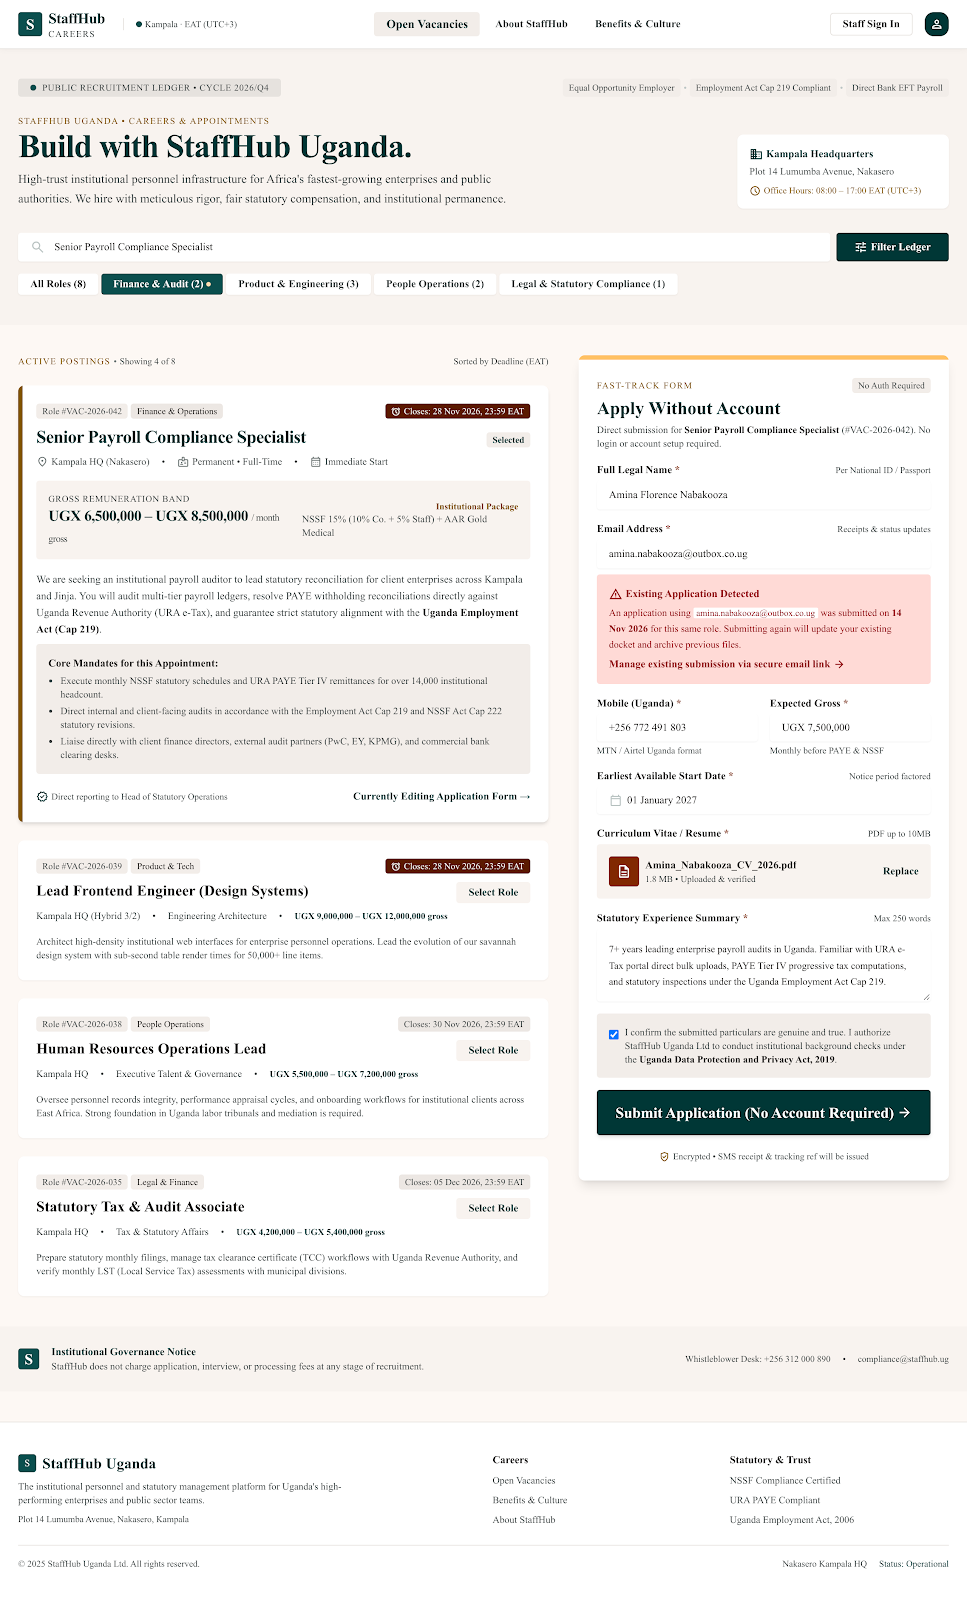 S StaffHub
CAREERS
Kampala · EAT (UTC+3)
Open Vacancies
About StaffHub
Benefits & Culture
Staff Sign In
PUBLIC RECRUITMENT LEDGER • CYCLE 2026/Q4
Equal Opportunity Employer • Employment Act Cap 219 Compliant • Direct Bank EFT Payroll
STAFFHUB UGANDA • CAREERS & APPOINTMENTS
Build with StaffHub Uganda.
High-trust institutional personnel infrastructure for Africa's fastest-growing enterprises and public
authorities. We hire with meticulous rigor, fair statutory compensation, and institutional permanence.
Kampala Headquarters
Plot 14 Lumumba Avenue, Nakasero
Office Hours: 08:00 – 17:00 EAT (UTC+3)
Senior Payroll Compliance Specialist
Filter Ledger
All Roles (8)
Finance & Audit (2) •
Product & Engineering (3)
People Operations (2)
Legal & Statutory Compliance (1)
ACTIVE POSTINGS • Showing 4 of 8
Sorted by Deadline (EAT)
Role #VAC-2026-042
Finance & Operations
Closes: 28 Nov 2026, 23:59 EAT
Senior Payroll Compliance Specialist
Selected
Kampala HQ (Nakasero) • Permanent • Full-Time • Immediate Start
GROSS REMUNERATION BAND
UGX 6,500,000 – UGX 8,500,000 / month
gross
Institutional Package
NSSF 15% (10% Co. + 5% Staff) + AAR Gold
Medical
We are seeking an institutional payroll auditor to lead statutory reconciliation for client enterprises across Kampala
and Jinja. You will audit multi-tier payroll ledgers, resolve PAYE withholding reconciliations directly against
Uganda Revenue Authority (URA e-Tax), and guarantee strict statutory alignment with the Uganda Employment
Act (Cap 219).
Core Mandates for this Appointment:
• Execute monthly NSSF statutory schedules and URA PAYE Tier IV remittances for over 14,000 institutional
headcount.
• Direct internal and client-facing audits in accordance with the Employment Act Cap 219 and NSSF Act Cap 222
statutory revisions.
• Liaise directly with client finance directors, external audit partners (PwC, EY, KPMG), and commercial bank
clearing desks.
Direct reporting to Head of Statutory Operations
Currently Editing Application Form →
Role #VAC-2026-039
Product & Tech
Closes: 28 Nov 2026, 23:59 EAT
Lead Frontend Engineer (Design Systems)
Select Role
Kampala HQ (Hybrid 3/2) • Engineering Architecture • UGX 9,000,000 – UGX 12,000,000 gross
Architect high-density institutional web interfaces for enterprise personnel operations. Lead the evolution of our savannah
design system with sub-second table render times for 50,000+ line items.
Role #VAC-2026-038
People Operations
Closes: 30 Nov 2026, 23:59 EAT
Human Resources Operations Lead
Select Role
Kampala HQ • Executive Talent & Governance • UGX 5,500,000 – UGX 7,200,000 gross
Oversee personnel records integrity, performance appraisal cycles, and onboarding workflows for institutional clients across
East Africa. Strong foundation in Uganda labor tribunals and mediation is required.
Role #VAC-2026-035
Legal & Finance
Closes: 05 Dec 2026, 23:59 EAT
Statutory Tax & Audit Associate
Select Role
Kampala HQ • Tax & Statutory Affairs • UGX 4,200,000 – UGX 5,400,000 gross
Prepare statutory monthly filings, manage tax clearance certificate (TCC) workflows with Uganda Revenue Authority, and
verify monthly LST (Local Service Tax) assessments with municipal divisions.
FAST-TRACK FORM
No Auth Required
Apply Without Account
Direct submission for Senior Payroll Compliance Specialist (#VAC-2026-042). No
login or account setup required.
Full Legal Name *
Per National ID / Passport
Amina Florence Nabakooza
Email Address *
Receipts & status updates
amina.nabakooza@outbox.co.ug
Existing Application Detected
An application using amina.nabakooza@outbox.co.ug was submitted on 14
Nov 2026 for this same role. Submitting again will update your existing
docket and archive previous files.
Manage existing submission via secure email link →
Mobile (Uganda) *
Expected Gross *
+256 772 491 803
UGX 7,500,000
MTN / Airtel Uganda format
Monthly before PAYE & NSSF
Earliest Available Start Date *
Notice period factored
01 January 2027
Curriculum Vitae / Resume *
PDF up to 10MB
Amina_Nabakooza_CV_2026.pdf
1.8 MB • Uploaded & verified
Replace
Statutory Experience Summary *
Max 250 words
7+ years leading enterprise payroll audits in Uganda. Familiar with URA e-
Tax portal direct bulk uploads, PAYE Tier IV progressive tax computations,
and statutory inspections under the Uganda Employment Act Cap 219.
I confirm the submitted particulars are genuine and true. I authorize
StaffHub Uganda Ltd to conduct institutional background checks under
the Uganda Data Protection and Privacy Act, 2019.
Submit Application (No Account Required) →
Encrypted • SMS receipt & tracking ref will be issued
S
Institutional Governance Notice
StaffHub does not charge application, interview, or processing fees at any stage of recruitment.
Whistleblower Desk: +256 312 000 890 • compliance@staffhub.ug
S StaffHub Uganda
The institutional personnel and statutory management platform for Uganda's high-
performing enterprises and public sector teams.
Plot 14 Lumumba Avenue, Nakasero, Kampala
Careers
Open Vacancies
Benefits & Culture
About StaffHub
Statutory & Trust
NSSF Compliance Certified
URA PAYE Compliant
Uganda Employment Act, 2006
© 2025 StaffHub Uganda Ltd. All rights reserved.
Nakasero Kampala HQ
Status: Operational